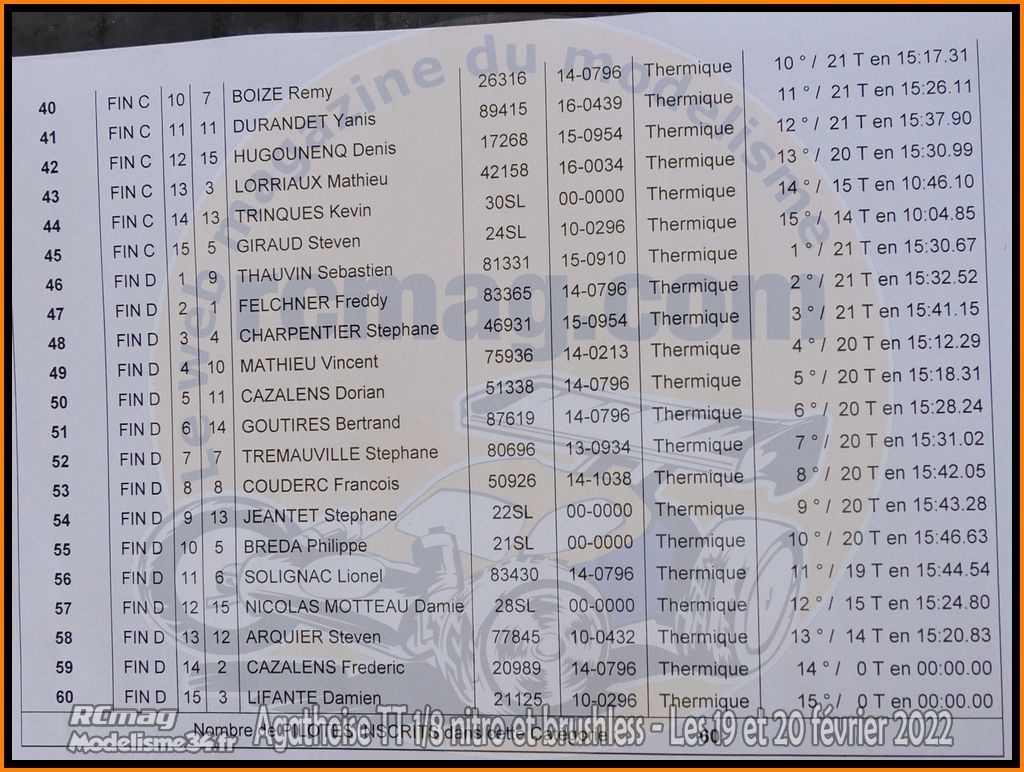 40 FIN C 10 7 BOIZE Remy 26316 14-0796 Thermique 10 ° / 21 T en 15:17.31
41 FIN C 11 11 DURANDET Yanis 89415 16-0439 Thermique 11 ° / 21 T en 15:26.11
42 FIN C 12 15 HUGOUNENQ Denis 17268 15-0954 Thermique 12 ° / 21 T en 15:37.90
43 FIN C 13 3 LORRIAUX Mathieu 42158 16-0034 Thermique 13 ° / 20 T en 15:30.99
44 FIN C 14 13 TRINQUES Kevin 30SL 00-0000 Thermique 14 ° / 15 T en 10:46.10
45 FIN C 15 5 GIRAUD Steven 24SL 10-0296 Thermique 15 ° / 14 T en 10:04.85
46 FIN D 1 9 THAUVIN Sebastien 81331 15-0910 Thermique 1 ° / 21 T en 15:30.67
47 FIN D 2 1 FELCHNER Freddy 83365 14-0796 Thermique 2 ° / 21 T en 15:32.52
48 FIN D 3 4 CHARPENTIER Stephane 46931 15-0954 Thermique 3 ° / 21 T en 15:41.15
49 FIN D 4 10 MATHIEU Vincent 75936 14-0213 Thermique 4 ° / 20 T en 15:12.29
50 FIN D 5 11 CAZALENS Dorian 51338 14-0796 Thermique 5 ° / 20 T en 15:18.31
51 FIN D 6 14 GOUTIRES Bertrand 87619 14-0796 Thermique 6 ° / 20 T en 15:28.24
52 FIN D 7 7 TREMAUVILLE Stephane 80696 13-0934 Thermique 7 ° / 20 T en 15:31.02
53 FIN D 8 8 COUDERC Francois 50926 14-1038 Thermique 8 ° / 20 T en 15:42.05
54 FIN D 9 13 JEANTET Stephane 22SL 00-0000 Thermique 9 ° / 20 T en 15:43.28
55 FIN D 10 5 BREDA Philippe 21SL 00-0000 Thermique 10 ° / 20 T en 15:46.63
56 FIN D 11 6 SOLIGNAC Lionel 83430 14-0796 Thermique 11 ° / 19 T en 15:44.54
57 FIN D 12 15 NICOLAS MOTTEAU Damie 28SL 00-0000 Thermique 12 ° / 15 T en 15:24.80
58 FIN D 13 12 ARQUIER Steven 77845 10-0432 Thermique 13 ° / 14 T en 15:20.83
59 FIN D 14 2 CAZALENS Frederic 20989 14-0796 Thermique 14 ° / 0 T en 00:00.00
60 FIN D 15 3 LIFANTE Damien 21125 10-0296 Thermique 15 ° / 0 T en 00:00.00
Nombre de PILOTES INSCRITS dans cette Catégorie 60
Le web magazine du modelisme
rcmag.com
RCmag
Modelisme34.fr
Agathoise TT 1/8 nitro et brushless - Les 19 et 20 février 2022